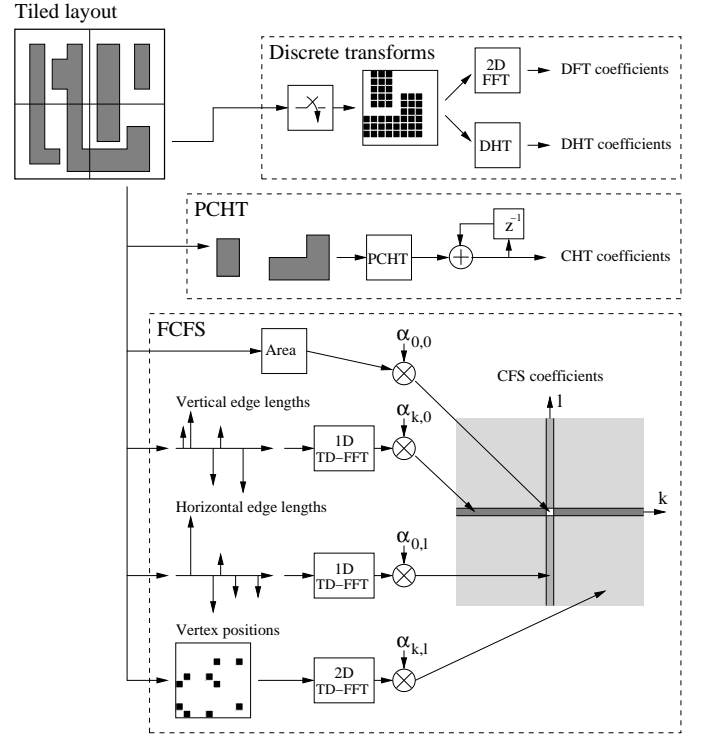 Tiled layout
Discrete transforms
2D
FFT
DFT coefficients
DHT
DHT coefficients
PCHT
z⁻¹
PCHT
+
CHT coefficients
FCFS
Area
α0,0
CFS coefficients
l
Vertical edge lengths
αk,0
1D
TD-FFT
k
Horizontal edge lengths
α0,l
1D
TD-FFT
Vertex positions
αk,l
2D
TD-FFT